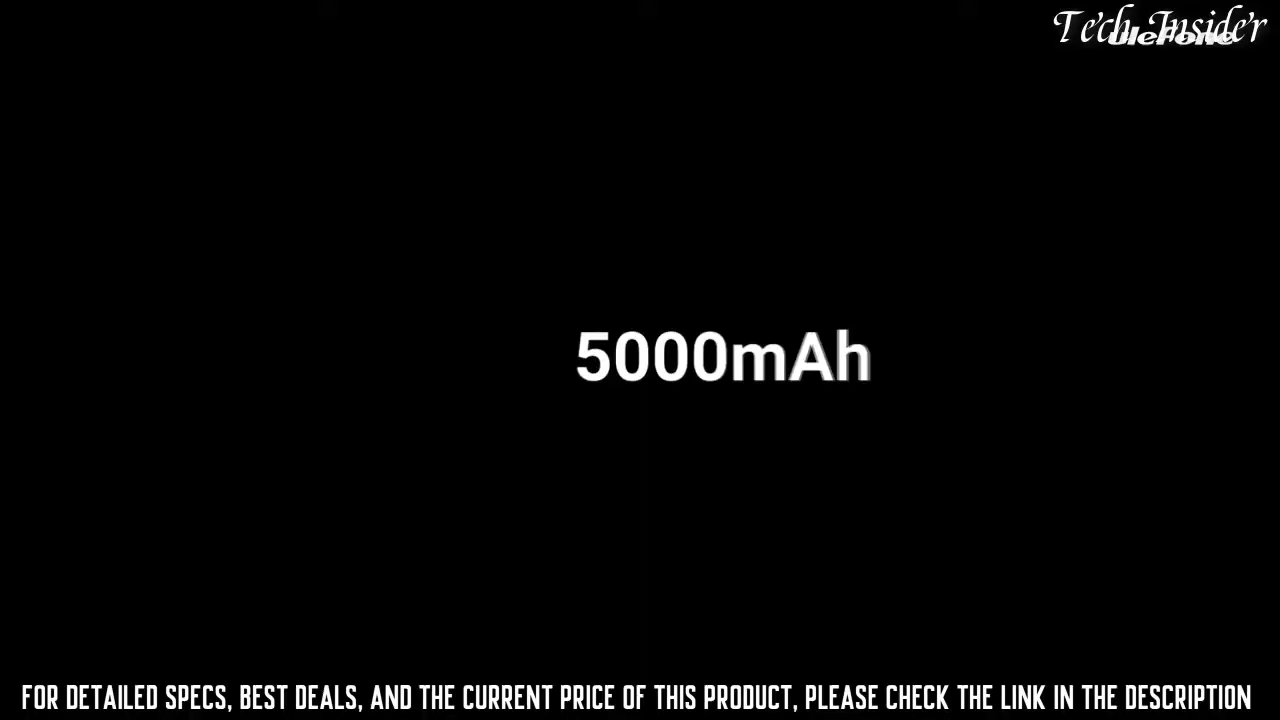 Tech Insider
Ulefone
5000mAh
FOR DETAILED SPECS, BEST DEALS, AND THE CURRENT PRICE OF THIS PRODUCT, PLEASE CHECK THE LINK IN THE DESCRIPTION